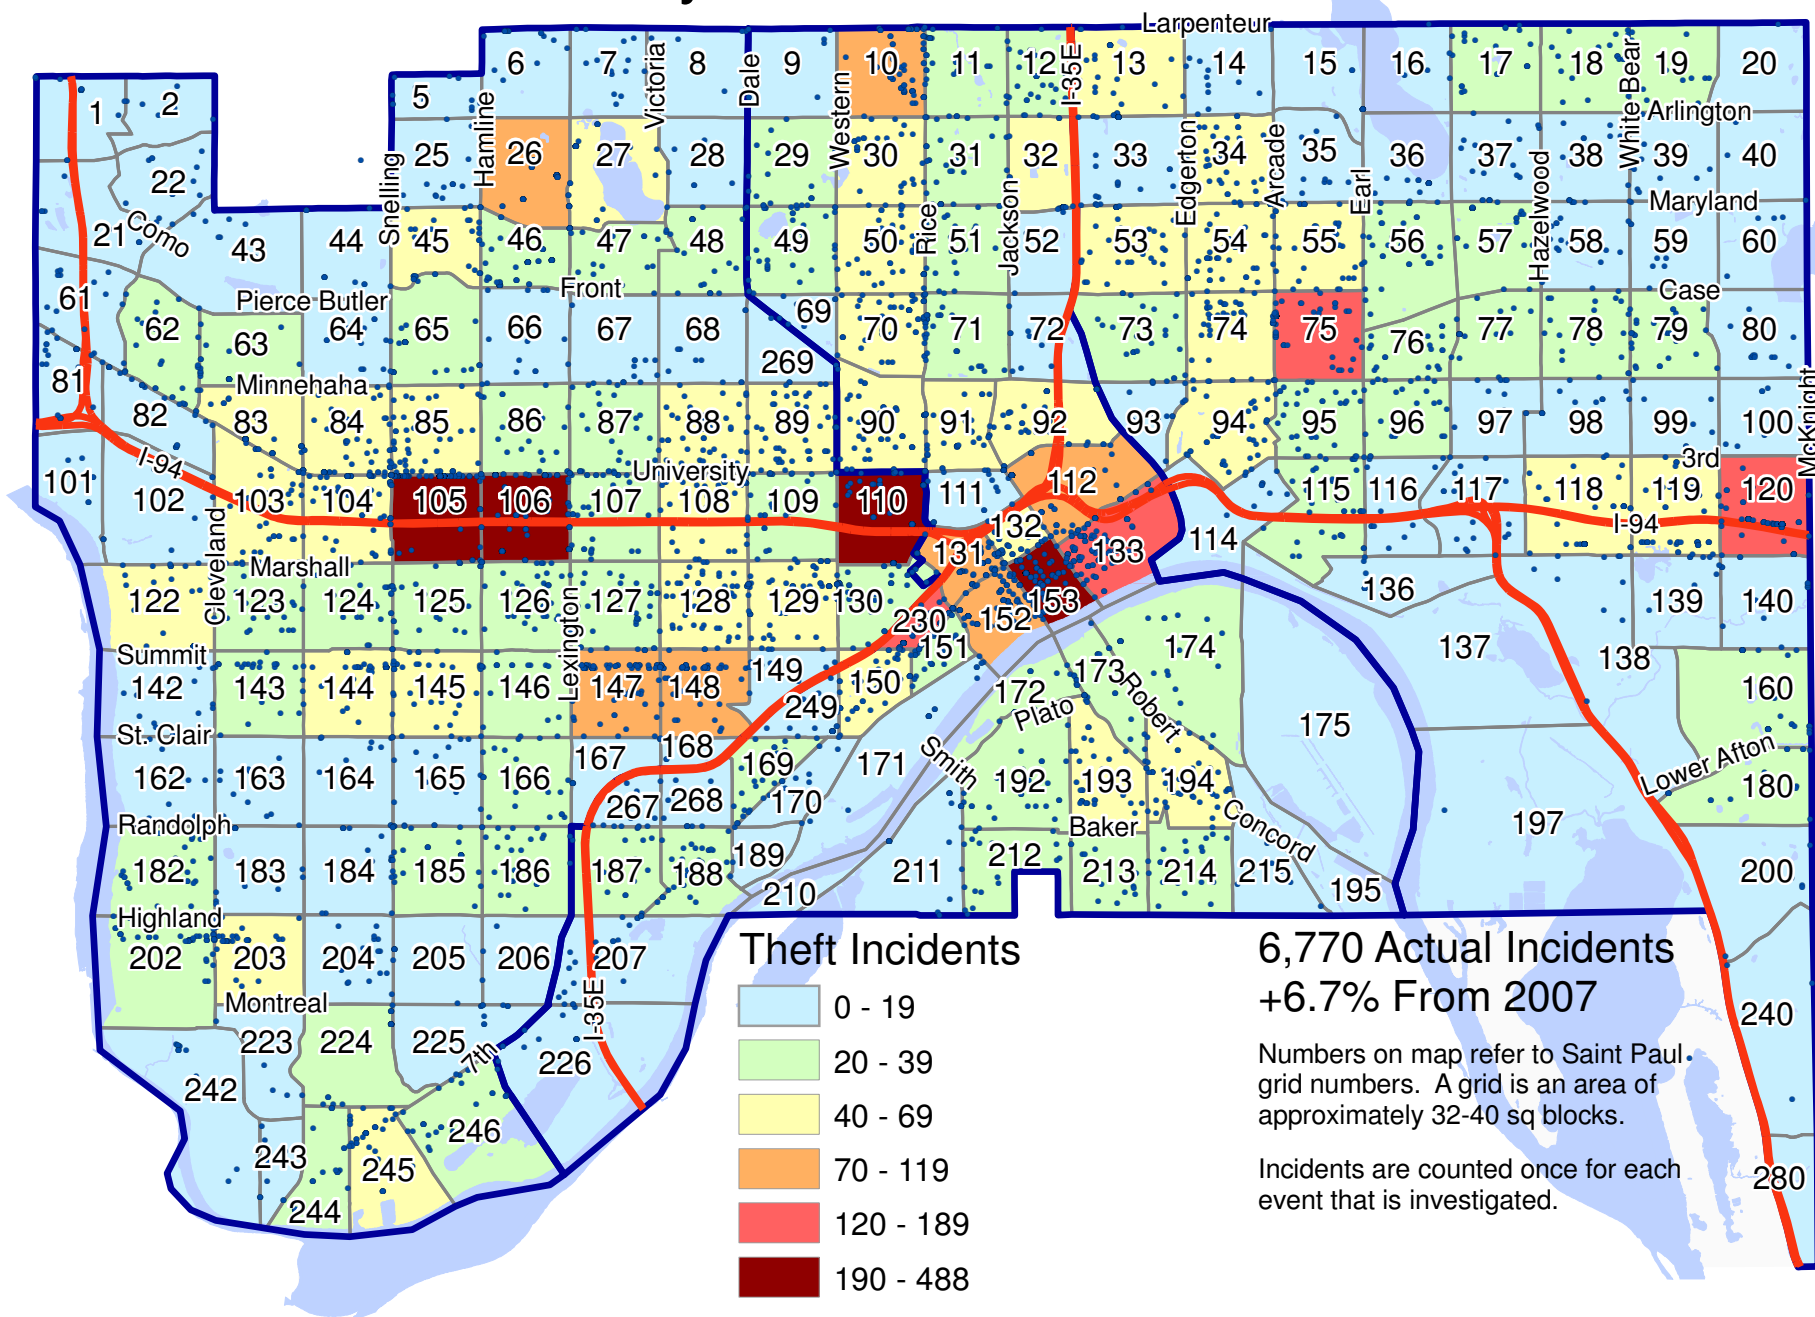 Larpenteur
6 7 8 9 10 11 12 13 14 15 16 17 18 19 20
Victoria
Dale
I-35E
White Bear
1 2 5
Western
Arlington
Hamline
25 26 27 28 29 30 31 32 33 34 35 36 37 38 39 40
Snelling
Edgerton
Arcade
Earl
Hazelwood
22
Jackson
Rice
Maryland
21 Como 43 44 45 46 47 48 49 50 51 52 53 54 55 56 57 58 59 60
61
Pierce Butler
Front
Case
62 63 64 65 66 67 68 69 70 71 72 73 74 75 76 77 78 79 80
269
81
Minnehaha
McKnight
82 83 84 85 86 87 88 89 90 91 92 93 94 95 96 97 98 99 100
I-94
University
3rd
101 102 103 104 105 106 107 108 109 110 111 112 115 116 117 118 119 120
Cleveland
132
I-94
131 133 114
Marshall
122 123 124 125 126 127 128 129 130 152 153 136 139 140
Lexington
230
151
Summit
142 143 144 145 146 147 148 149 150 172 173 174 137 138 160
249
Plato
Robert
175
St. Clair
162 163 164 165 166 167 168 169 171 Smith 192 193 194
Lower Afton
180
267 268 170
Concord
197
Randolph
Baker
182 183 184 185 186 187 188 189 211 212 213 214 215 195 200
210
Highland
202 203 204 205 206 207
I-35E
Montreal
223 224 225 7th 226
242
246
243 245
244
240
280
Theft Incidents
0 - 19
20 - 39
40 - 69
70 - 119
120 - 189
190 - 488
6,770 Actual Incidents
+6.7% From 2007
Numbers on map refer to Saint Paul
grid numbers. A grid is an area of
approximately 32-40 sq blocks.
Incidents are counted once for each
event that is investigated.